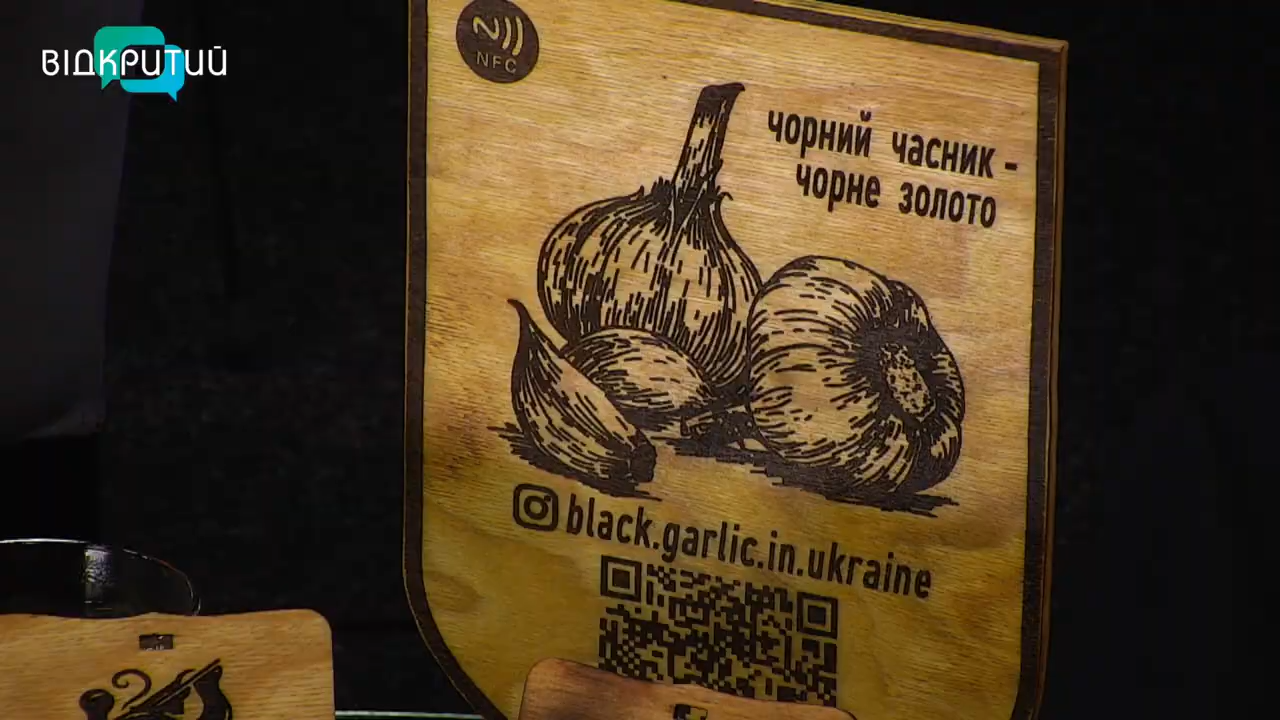 ВІДКРИТИЙ
NFC
чорний часник -
чорне золото
black.garlic.in.ukraine